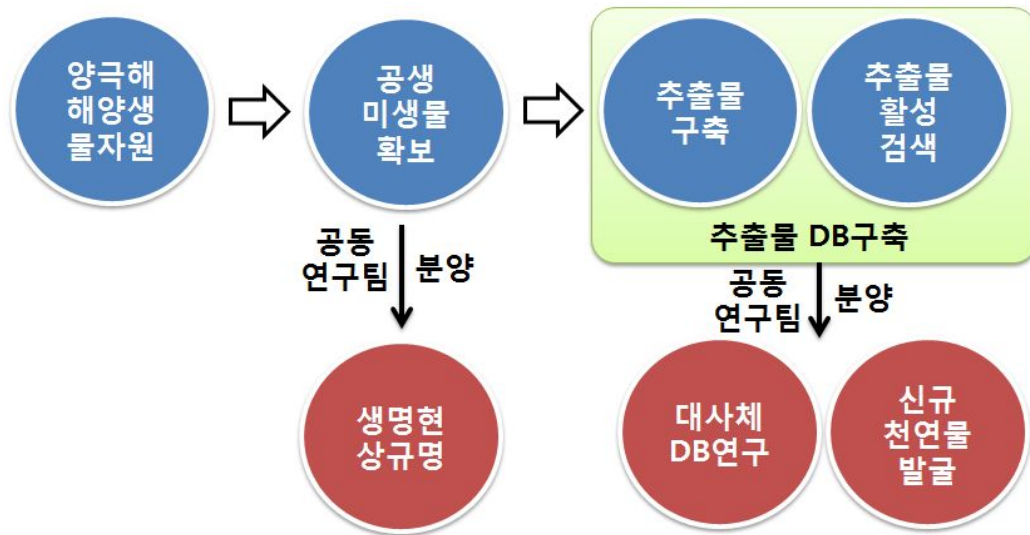 양극해
해양생
물자원
공생
미생물
확보
추출물
구축
추출물
활성
검색
추출물 DB구축
공동
연구팀
분양
공동
연구팀
분양
생명현
상규명
대사체
DB연구
신규
천연물
발굴